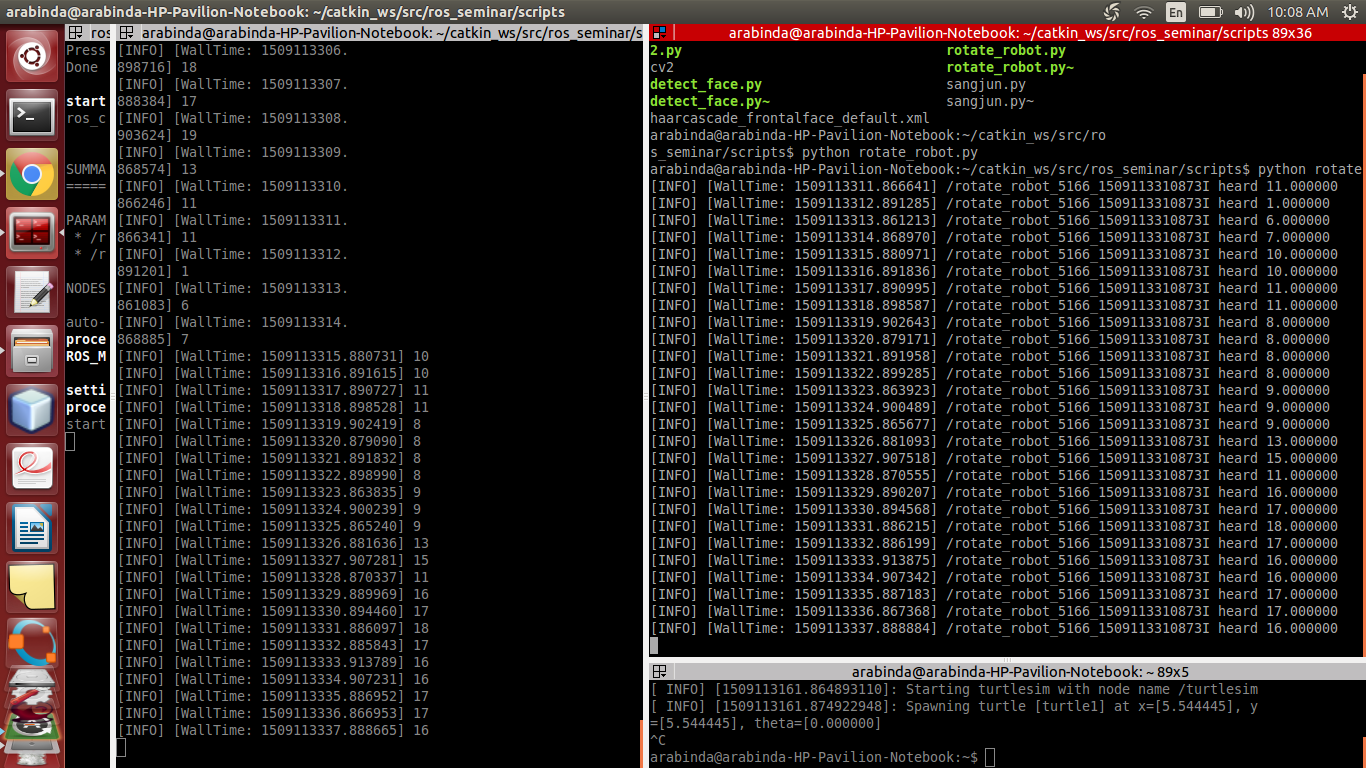 arabinda@arabinda-HP-Pavilion-Notebook: ~/catkin_ws/src/ros_seminar/scripts
En
10:08 AM
ros
Press
Done
start
ros_c
SUMMA
=====
PARAM
* /r
* /r
NODES
auto-
proce
ROS_M
setti
proce
start
arabinda@arabinda-HP-Pavilion-Notebook: ~/catkin_ws/src/ros_seminar/s
[INFO] [WallTime: 1509113306.
898716] 18
[INFO] [WallTime: 1509113307.
888384] 17
[INFO] [WallTime: 1509113308.
903624] 19
[INFO] [WallTime: 1509113309.
868574] 13
[INFO] [WallTime: 1509113310.
866246] 11
[INFO] [WallTime: 1509113311.
866341] 11
[INFO] [WallTime: 1509113312.
891201] 1
[INFO] [WallTime: 1509113313.
861083] 6
[INFO] [WallTime: 1509113314.
868885] 7
[INFO] [WallTime: 1509113315.880731] 10
[INFO] [WallTime: 1509113316.891615] 10
[INFO] [WallTime: 1509113317.890727] 11
[INFO] [WallTime: 1509113318.898528] 11
[INFO] [WallTime: 1509113319.902419] 8
[INFO] [WallTime: 1509113320.879090] 8
[INFO] [WallTime: 1509113321.891832] 8
[INFO] [WallTime: 1509113322.898990] 8
[INFO] [WallTime: 1509113323.863835] 9
[INFO] [WallTime: 1509113324.900239] 9
[INFO] [WallTime: 1509113325.865240] 9
[INFO] [WallTime: 1509113326.881636] 13
[INFO] [WallTime: 1509113327.907281] 15
[INFO] [WallTime: 1509113328.870337] 11
[INFO] [WallTime: 1509113329.889969] 16
[INFO] [WallTime: 1509113330.894460] 17
[INFO] [WallTime: 1509113331.886097] 18
[INFO] [WallTime: 1509113332.885843] 17
[INFO] [WallTime: 1509113333.913789] 16
[INFO] [WallTime: 1509113334.907231] 16
[INFO] [WallTime: 1509113335.886952] 17
[INFO] [WallTime: 1509113336.866953] 17
[INFO] [WallTime: 1509113337.888665] 16
arabinda@arabinda-HP-Pavilion-Notebook: ~/catkin_ws/src/ros_seminar/scripts 89x36
2.py rotate_robot.py
cv2 rotate_robot.py~
detect_face.py sangjun.py
detect_face.py~ sangjun.py~
haarcascade_frontalface_default.xml
arabinda@arabinda-HP-Pavilion-Notebook:~/catkin_ws/src/ro
s_seminar/scripts$ python rotate_robot.py
arabinda@arabinda-HP-Pavilion-Notebook:~/catkin_ws/src/ros_seminar/scripts$ python rotate
[INFO] [WallTime: 1509113311.866641] /rotate_robot_5166_1509113310873I heard 11.000000
[INFO] [WallTime: 1509113312.891285] /rotate_robot_5166_1509113310873I heard 1.000000
[INFO] [WallTime: 1509113313.861213] /rotate_robot_5166_1509113310873I heard 6.000000
[INFO] [WallTime: 1509113314.868970] /rotate_robot_5166_1509113310873I heard 7.000000
[INFO] [WallTime: 1509113315.880971] /rotate_robot_5166_1509113310873I heard 10.000000
[INFO] [WallTime: 1509113316.891836] /rotate_robot_5166_1509113310873I heard 10.000000
[INFO] [WallTime: 1509113317.890995] /rotate_robot_5166_1509113310873I heard 11.000000
[INFO] [WallTime: 1509113318.898587] /rotate_robot_5166_1509113310873I heard 11.000000
[INFO] [WallTime: 1509113319.902643] /rotate_robot_5166_1509113310873I heard 8.000000
[INFO] [WallTime: 1509113320.879171] /rotate_robot_5166_1509113310873I heard 8.000000
[INFO] [WallTime: 1509113321.891958] /rotate_robot_5166_1509113310873I heard 8.000000
[INFO] [WallTime: 1509113322.899285] /rotate_robot_5166_1509113310873I heard 8.000000
[INFO] [WallTime: 1509113323.863923] /rotate_robot_5166_1509113310873I heard 9.000000
[INFO] [WallTime: 1509113324.900489] /rotate_robot_5166_1509113310873I heard 9.000000
[INFO] [WallTime: 1509113325.865677] /rotate_robot_5166_1509113310873I heard 9.000000
[INFO] [WallTime: 1509113326.881093] /rotate_robot_5166_1509113310873I heard 13.000000
[INFO] [WallTime: 1509113327.907518] /rotate_robot_5166_1509113310873I heard 15.000000
[INFO] [WallTime: 1509113328.870555] /rotate_robot_5166_1509113310873I heard 11.000000
[INFO] [WallTime: 1509113329.890207] /rotate_robot_5166_1509113310873I heard 16.000000
[INFO] [WallTime: 1509113330.894568] /rotate_robot_5166_1509113310873I heard 17.000000
[INFO] [WallTime: 1509113331.886215] /rotate_robot_5166_1509113310873I heard 18.000000
[INFO] [WallTime: 1509113332.886199] /rotate_robot_5166_1509113310873I heard 17.000000
[INFO] [WallTime: 1509113333.913875] /rotate_robot_5166_1509113310873I heard 16.000000
[INFO] [WallTime: 1509113334.907342] /rotate_robot_5166_1509113310873I heard 16.000000
[INFO] [WallTime: 1509113335.887183] /rotate_robot_5166_1509113310873I heard 17.000000
[INFO] [WallTime: 1509113336.867368] /rotate_robot_5166_1509113310873I heard 17.000000
[INFO] [WallTime: 1509113337.888884] /rotate_robot_5166_1509113310873I heard 16.000000
arabinda@arabinda-HP-Pavilion-Notebook: ~ 89x5
[ INFO] [1509113161.864893110]: Starting turtlesim with node name /turtlesim
[ INFO] [1509113161.874922948]: Spawning turtle [turtle1] at x=[5.544445], y
=[5.544445], theta=[0.000000]
^C
arabinda@arabinda-HP-Pavilion-Notebook:~$